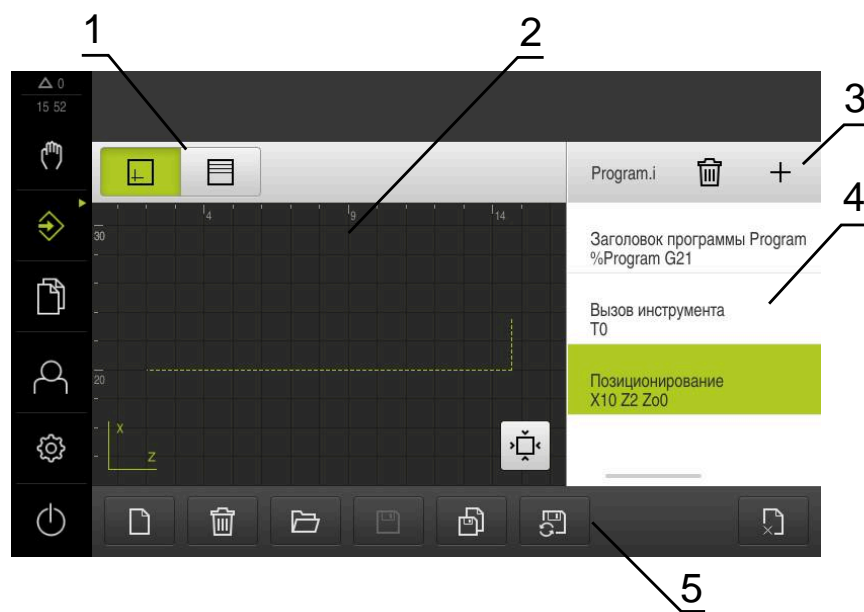 1
2
3
4
5
0
15 52
Program.i
4
9
14
30
20
X
Z
Заголовок программы Program
%Program G21
Вызов инструмента
T0
Позиционирование
X10 Z2 Zo0